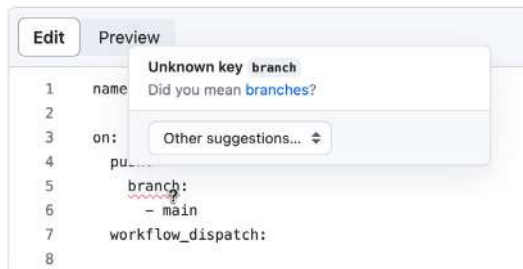 Edit Preview
Unknown key branch
Did you mean branches?
Other suggestions...
1 name
2
3 on:
4 pu
5 branch:
6 - main
7 workflow_dispatch:
8